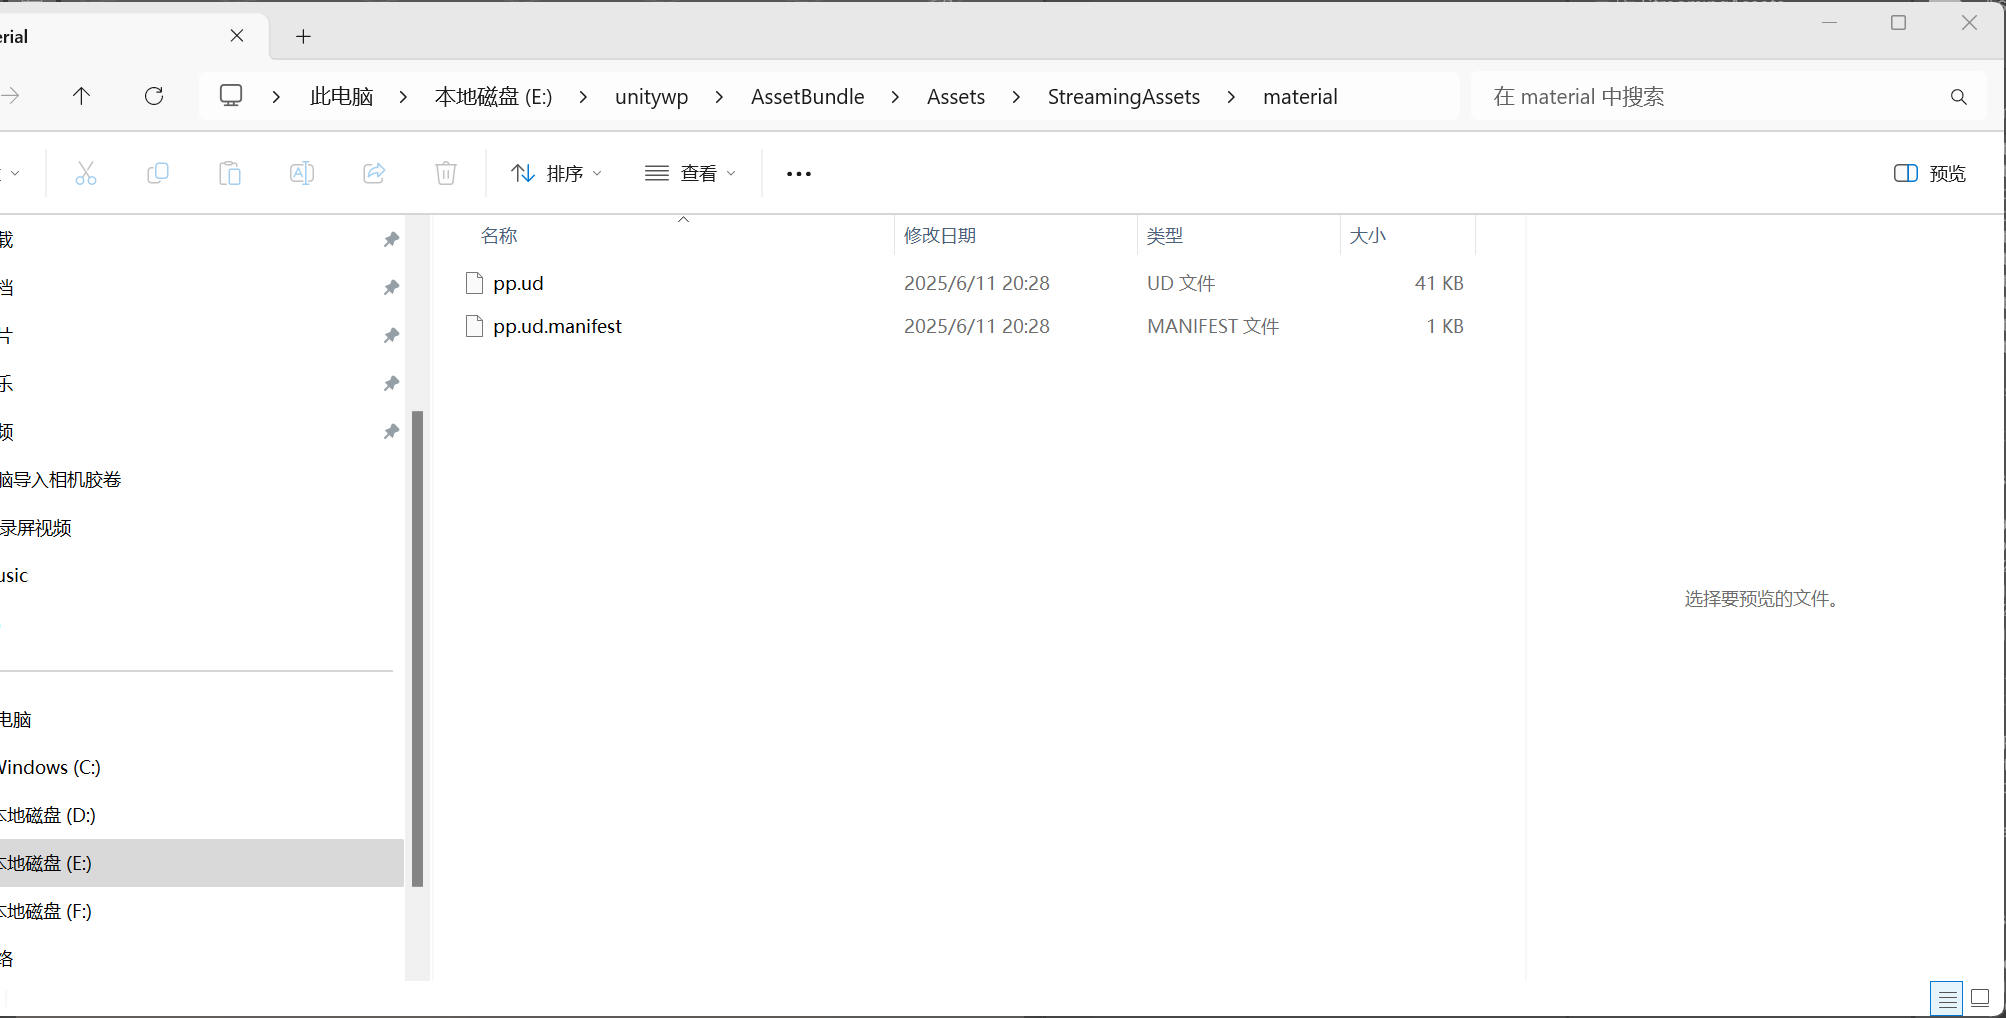 erial
此电脑 本地磁盘 (E:) unitywp AssetBundle Assets StreamingAssets material
在 material 中搜索
排序 查看 预览
名称 修改日期 类型 大小
pp.ud 2025/6/11 20:28 UD 文件 41 KB
pp.ud.manifest 2025/6/11 20:28 MANIFEST 文件 1 KB
载
档
片
乐
频
脑导入相机胶卷
录屏视频
usic
电脑
Windows (C:)
本地磁盘 (D:)
本地磁盘 (E:)
本地磁盘 (F:)
络
选择要预览的文件。